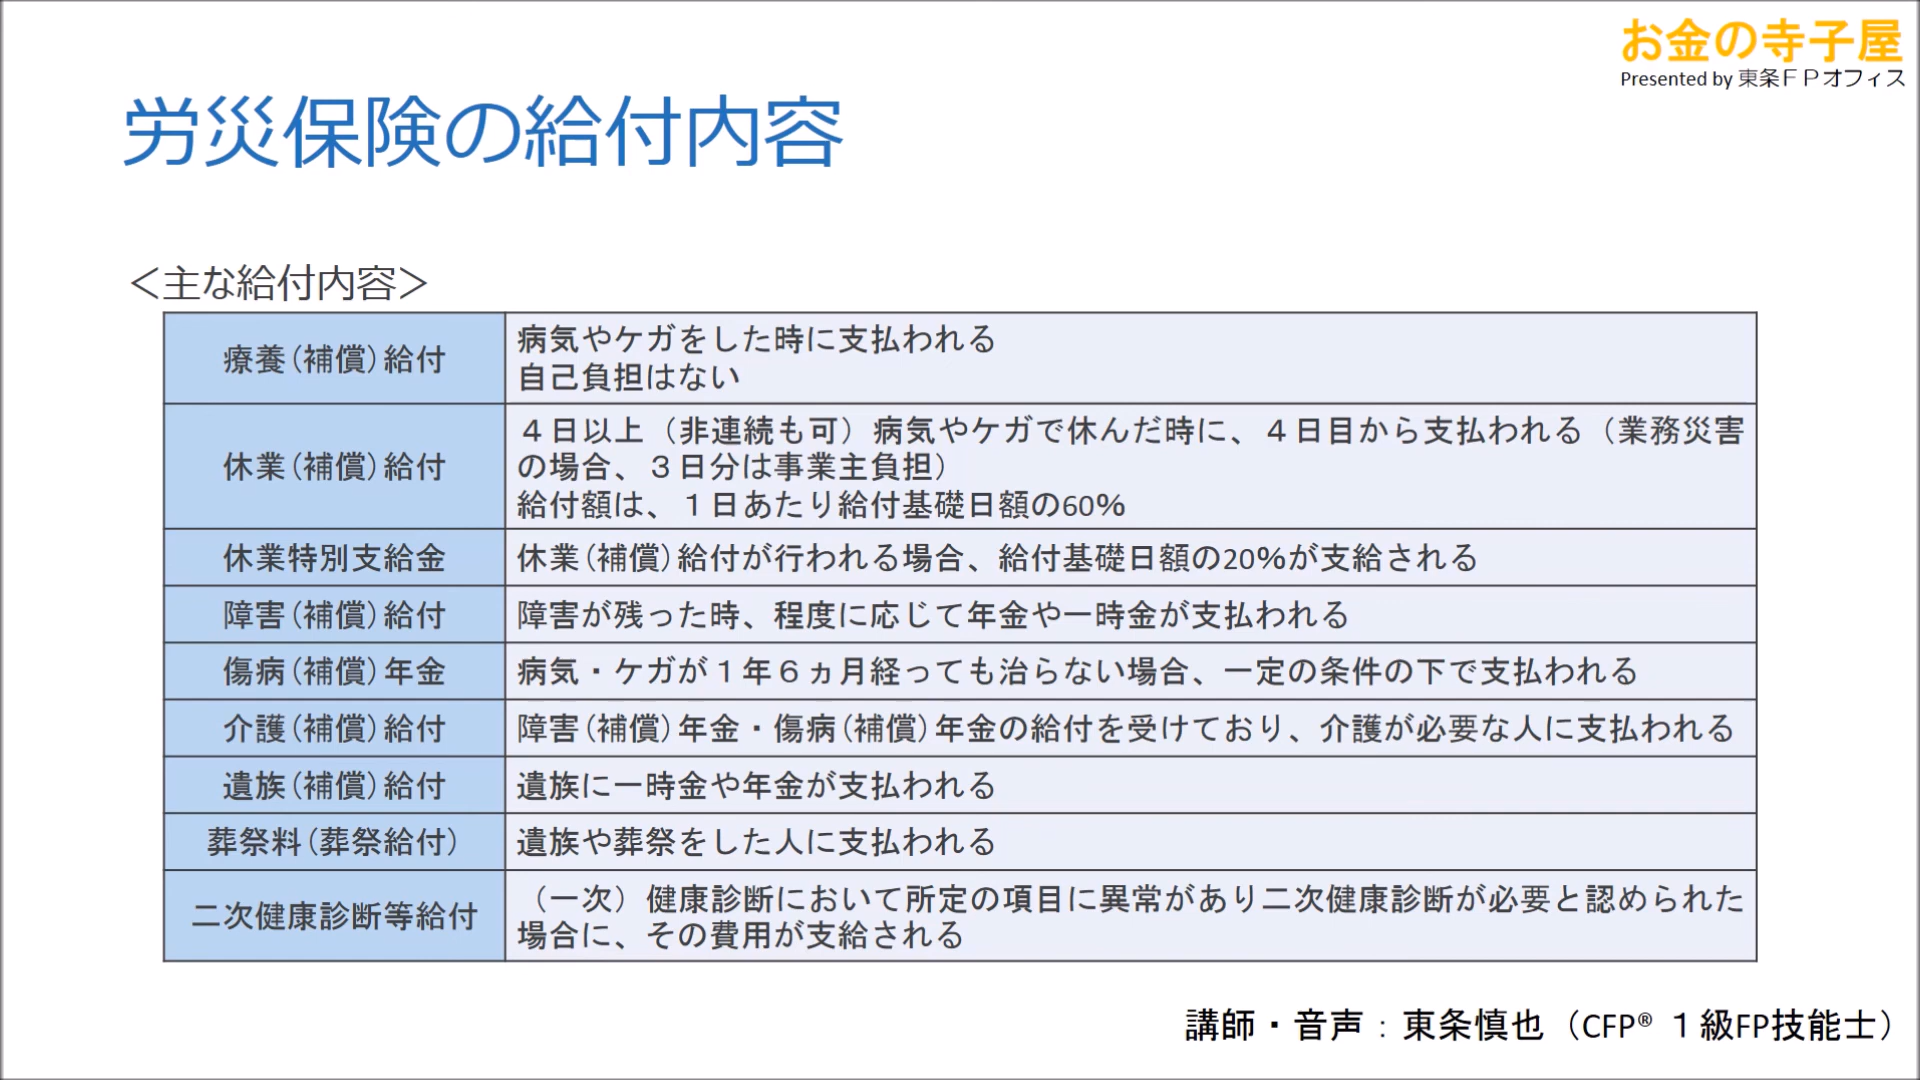 お金の寺子屋
Presented by 東条ＦＰオフィス
労災保険の給付内容
＜主な給付内容＞
療養(補償)給付
病気やケガをした時に支払われる
自己負担はない
休業(補償)給付
４日以上（非連続も可）病気やケガで休んだ時に、４日目から支払われる（業務災害
の場合、３日分は事業主負担）
給付額は、１日あたり給付基礎日額の60%
休業特別支給金
休業(補償)給付が行われる場合、給付基礎日額の20%が支給される
障害(補償)給付
障害が残った時、程度に応じて年金や一時金が支払われる
傷病(補償)年金
病気・ケガが１年６ヵ月経っても治らない場合、一定の条件の下で支払われる
介護(補償)給付
障害(補償)年金・傷病(補償)年金の給付を受けており、介護が必要な人に支払われる
遺族(補償)給付
遺族に一時金や年金が支払われる
葬祭料(葬祭給付)
遺族や葬祭をした人に支払われる
二次健康診断等給付
（一次）健康診断において所定の項目に異常があり二次健康診断が必要と認められた
場合に、その費用が支給される
講師・音声：東条慎也（CFP® １級FP技能士）